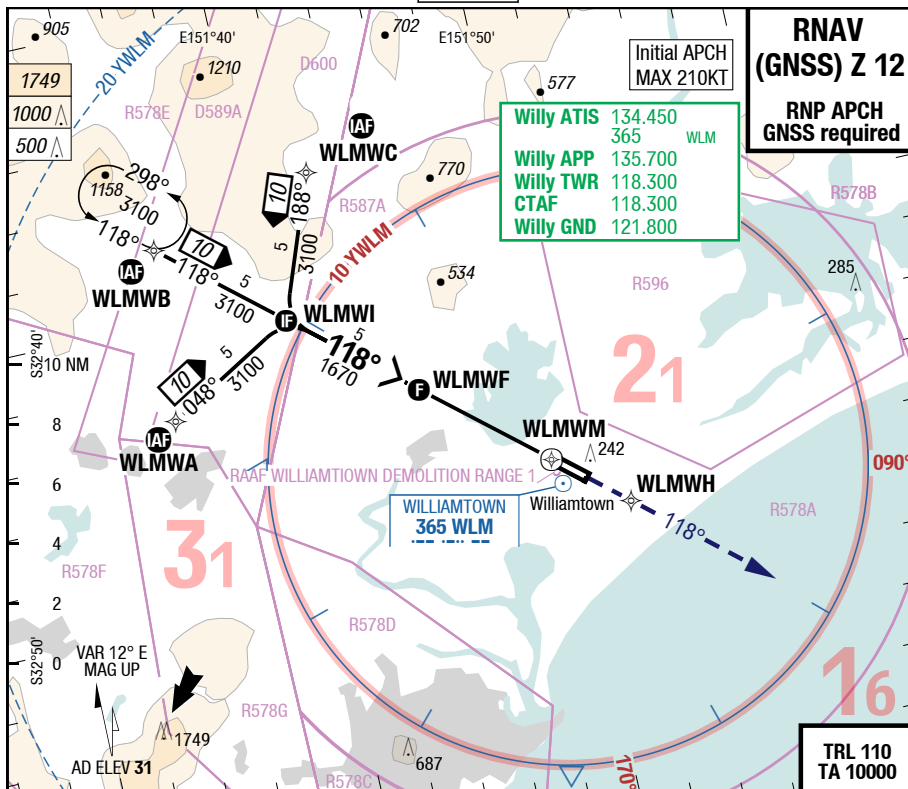 905
E151°40'
702
E151°50'
RNAV
(GNSS) Z 12
RNP APCH
GNSS required
20 YWLM
1210
D600
Initial APCH
MAX 210KT
1749
1000
500
R578E
D589A
577
IAF
WLMWC
Willy ATIS 134.450
365 WLM
Willy APP 135.700
Willy TWR 118.300
CTAF 118.300
Willy GND 121.800
1158
298°
3100
118°
10
188°
5
3100
770
R587A
R578B
IAF
WLMWB
10
118°
5
3100
10 YWLM
534
R596
285
IF
WLMWI
5
118°
1670
21
S32°40'
10 NM
10
5
048°
3100
F
WLMWF
8
IAF
WLMWA
WLMWM
242
090°
RAAF WILLIAMTOWN DEMOLITION RANGE 1
6
WLMWH
Williamtown
WILLIAMTOWN
365 WLM
118°
R578A
4
31
R578F
2
R578D
S32°50'
0
VAR 12° E
MAG UP
16
R578G
1749
687
AD ELEV 31
R578C
170°
TRL 110
TA 10000